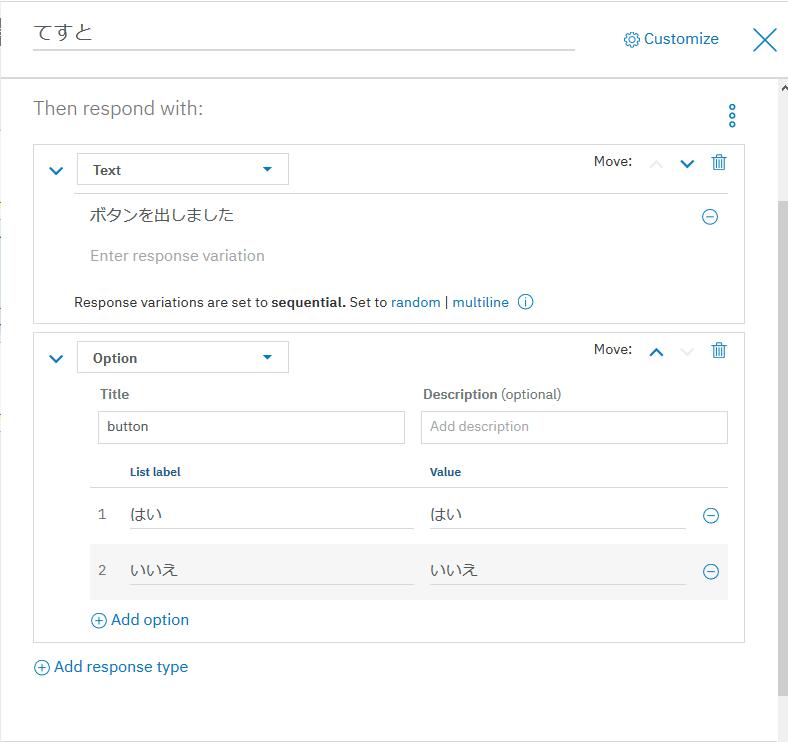 てすと
Customize
Then respond with:
Text
Move:
ボタンを出しました
Enter response variation
Response variations are set to sequential. Set to random | multiline
Option
Move:
Title
Description (optional)
button
Add description
List label
Value
1 はい はい
2 いいえ いいえ
Add option
Add response type